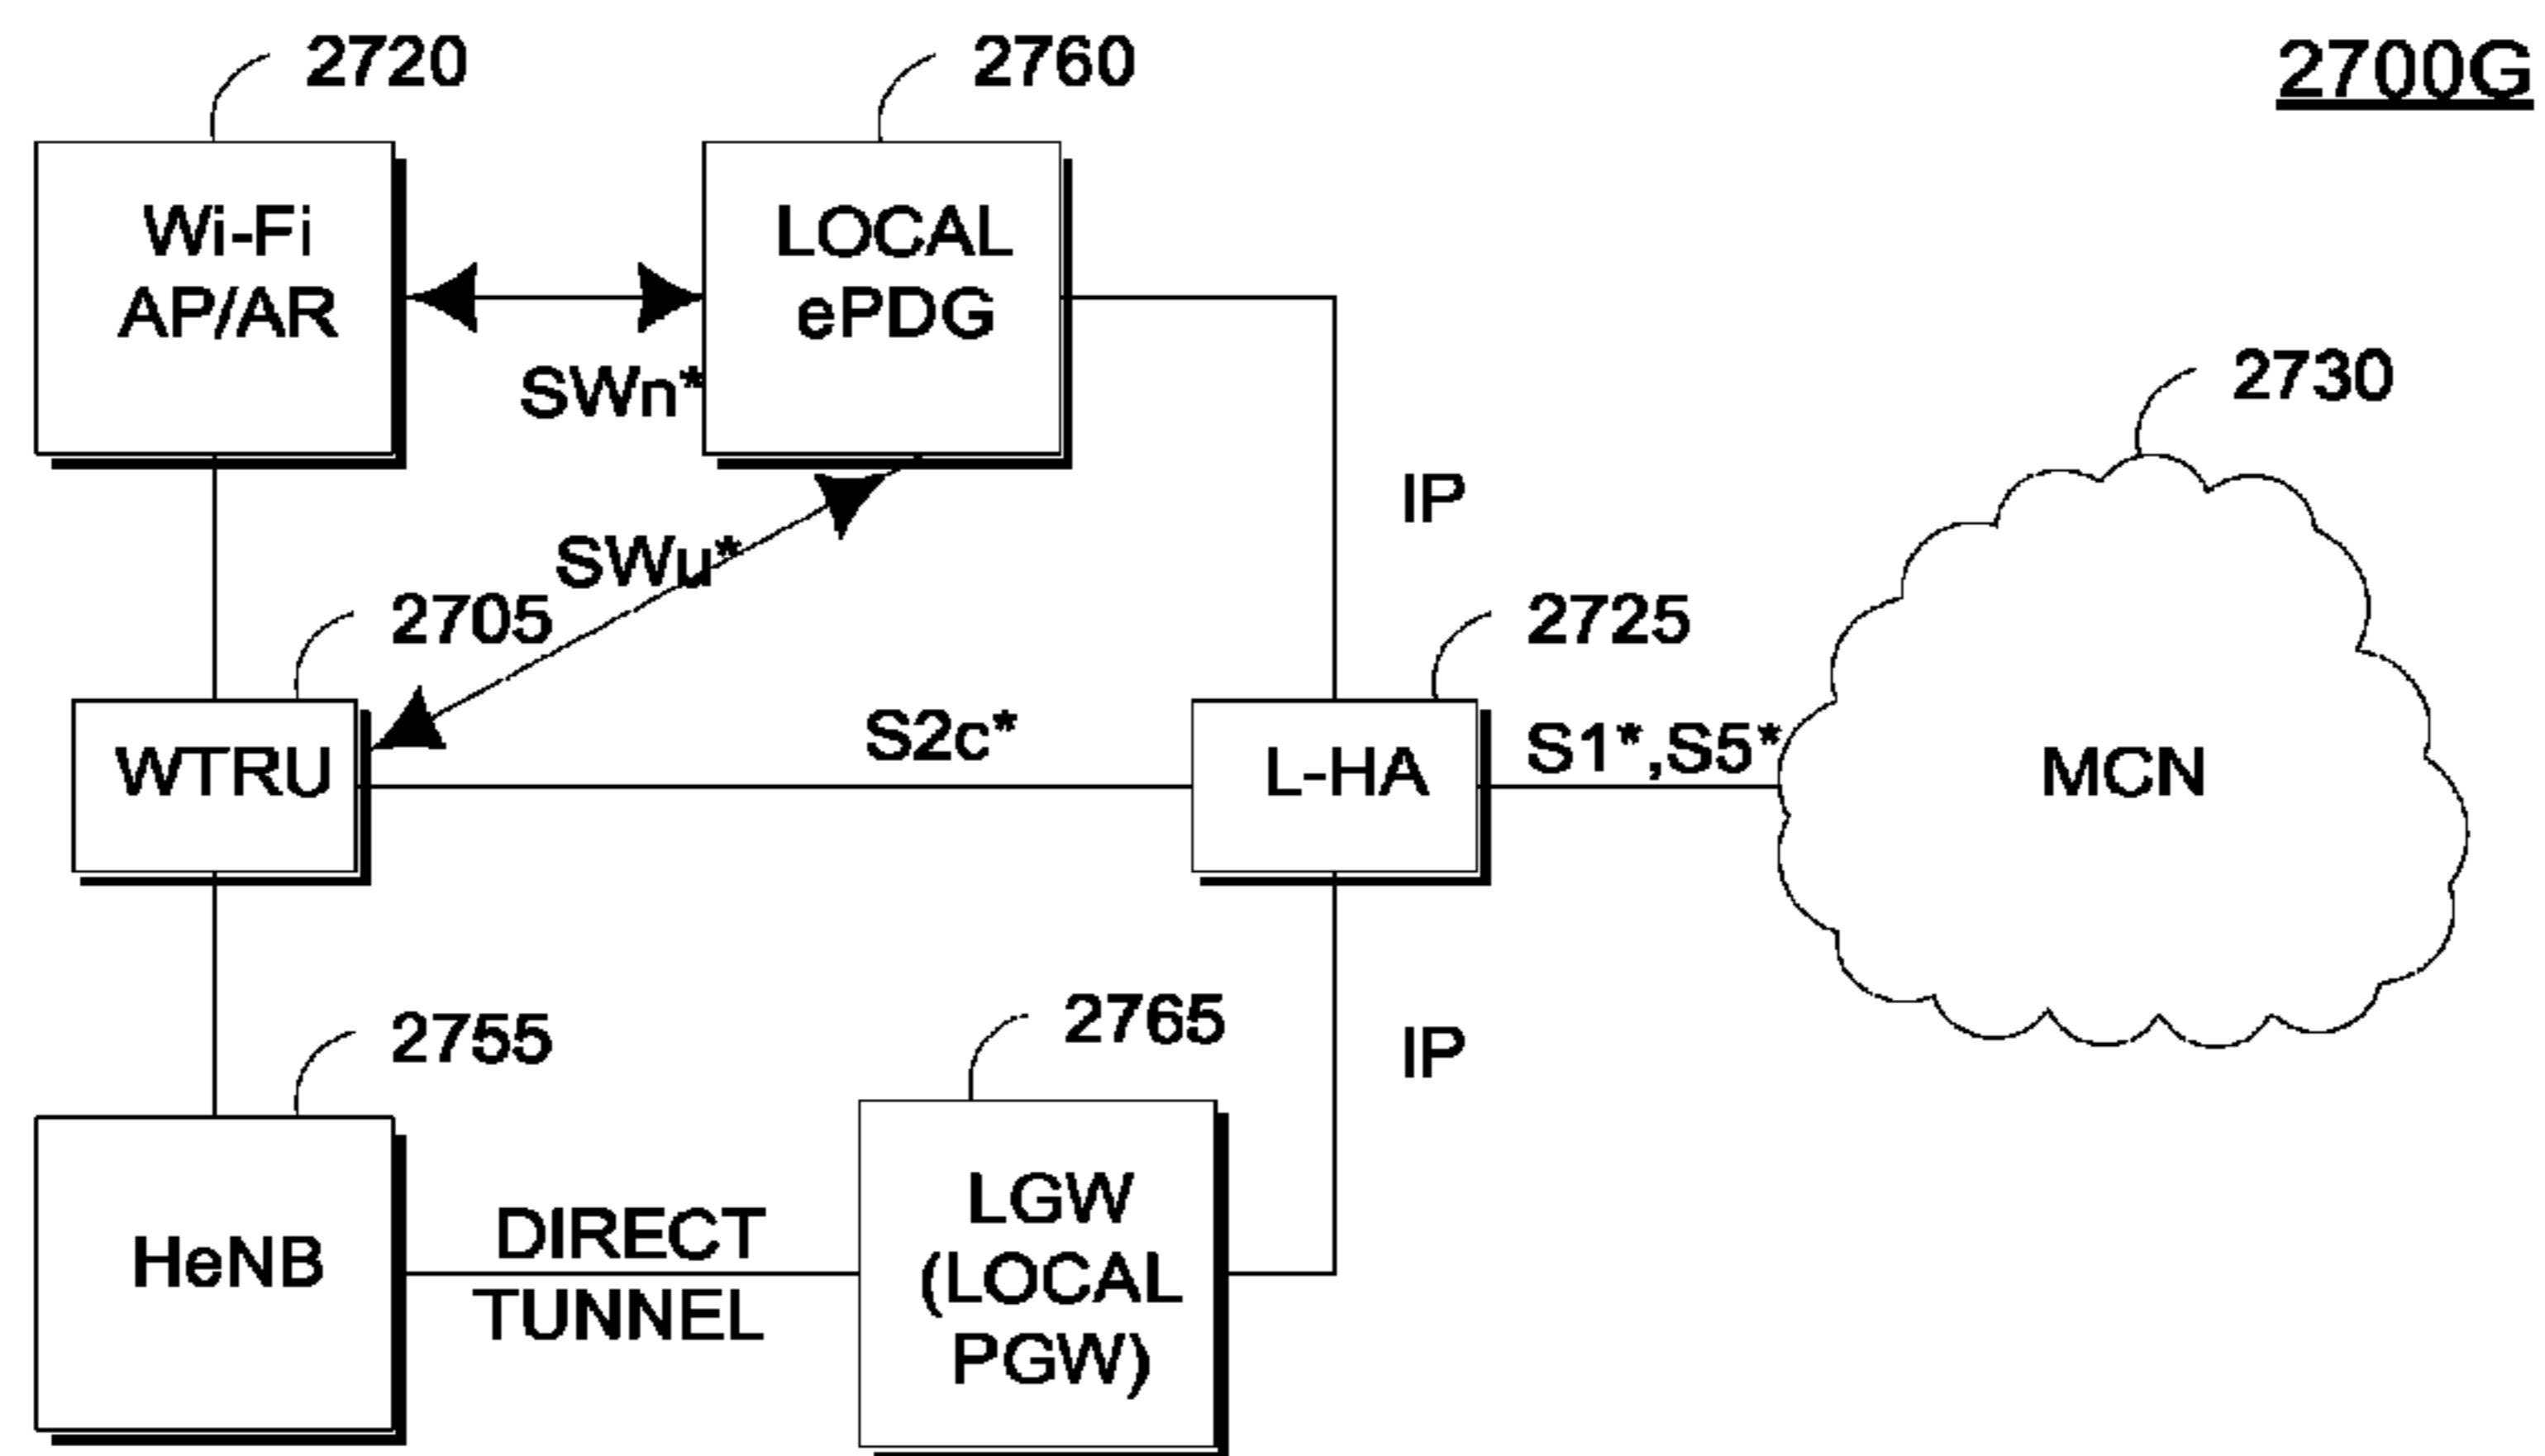 2720
2760
2700G
Wi-Fi
AP/AR
LOCAL
ePDG
SWn*
2730
IP
SWu*
2705
2725
WTRU
S2c*
L-HA
S1*,S5*
MCN
2755
2765
IP
HeNB
DIRECT
TUNNEL
LGW
(LOCAL
PGW)